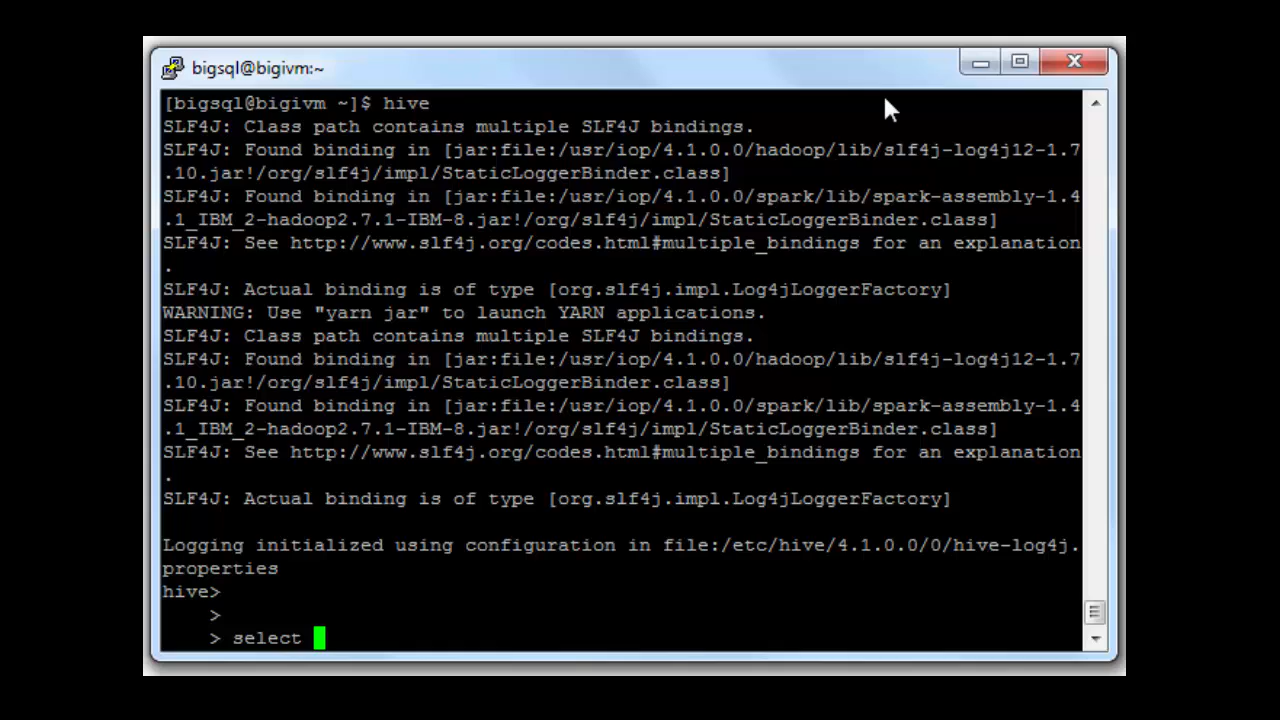 bigsql@bigivm:~
[bigsql@bigivm ~]$ hive
SLF4J: Class path contains multiple SLF4J bindings.
SLF4J: Found binding in [jar:file:/usr/iop/4.1.0.0/hadoop/lib/slf4j-log4j12-1.7
.10.jar!/org/slf4j/impl/StaticLoggerBinder.class]
SLF4J: Found binding in [jar:file:/usr/iop/4.1.0.0/spark/lib/spark-assembly-1.4
.1_IBM_2-hadoop2.7.1-IBM-8.jar!/org/slf4j/impl/StaticLoggerBinder.class]
SLF4J: See http://www.slf4j.org/codes.html#multiple_bindings for an explanation
.
SLF4J: Actual binding is of type [org.slf4j.impl.Log4jLoggerFactory]
WARNING: Use "yarn jar" to launch YARN applications.
SLF4J: Class path contains multiple SLF4J bindings.
SLF4J: Found binding in [jar:file:/usr/iop/4.1.0.0/hadoop/lib/slf4j-log4j12-1.7
.10.jar!/org/slf4j/impl/StaticLoggerBinder.class]
SLF4J: Found binding in [jar:file:/usr/iop/4.1.0.0/spark/lib/spark-assembly-1.4
.1_IBM_2-hadoop2.7.1-IBM-8.jar!/org/slf4j/impl/StaticLoggerBinder.class]
SLF4J: See http://www.slf4j.org/codes.html#multiple_bindings for an explanation
.
SLF4J: Actual binding is of type [org.slf4j.impl.Log4jLoggerFactory]
Logging initialized using configuration in file:/etc/hive/4.1.0.0/0/hive-log4j.
properties
hive>
>
> select